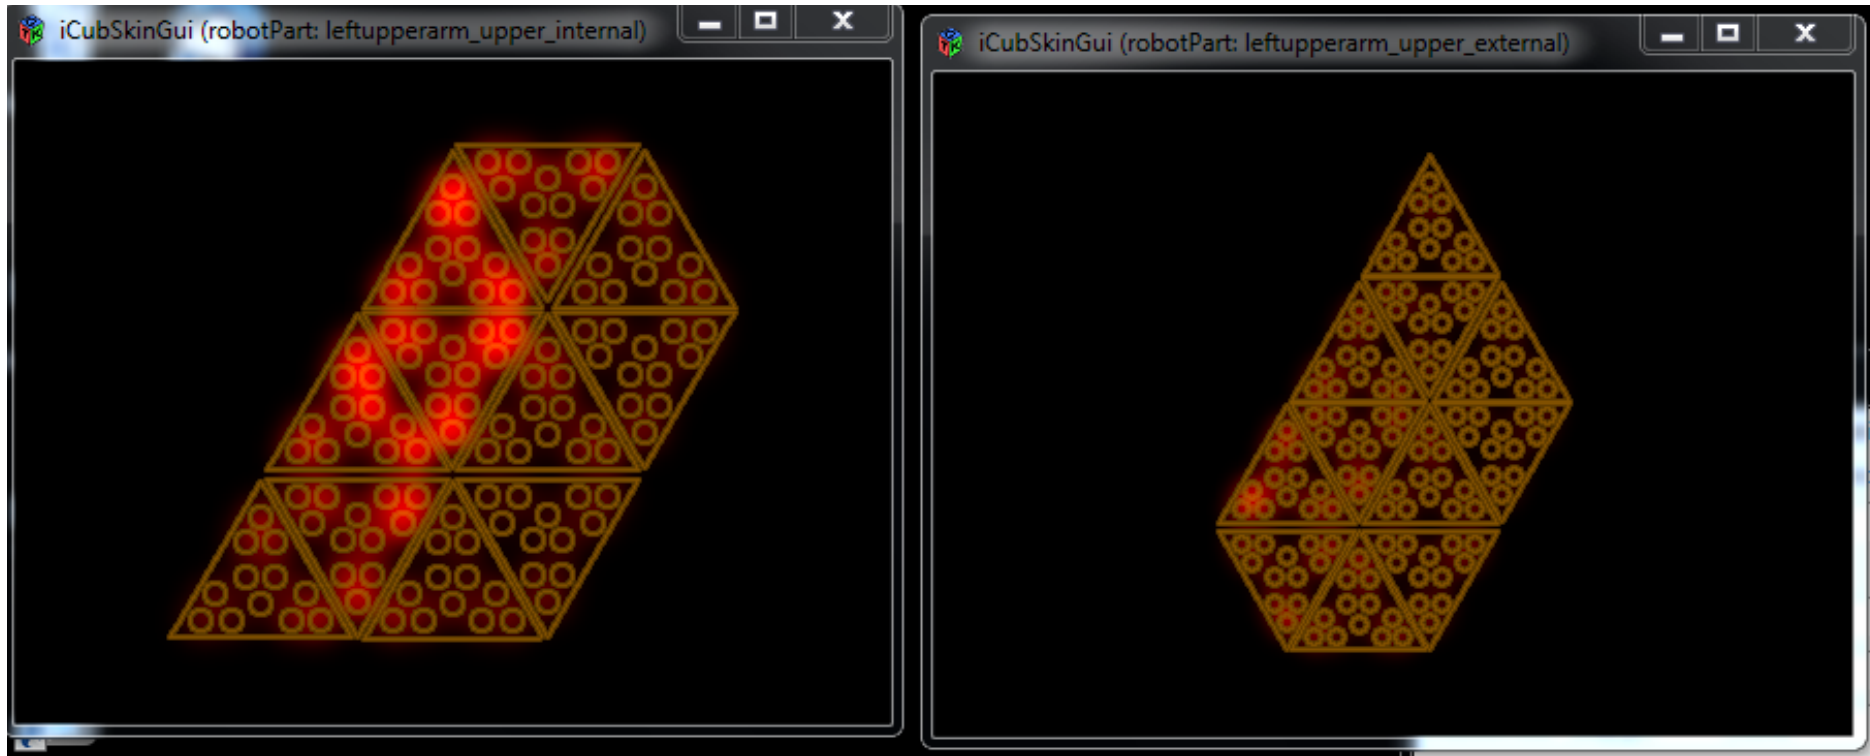 iCubSkinGui (robotPart: leftupperarm_upper_internal)
iCubSkinGui (robotPart: leftupperarm_upper_external)